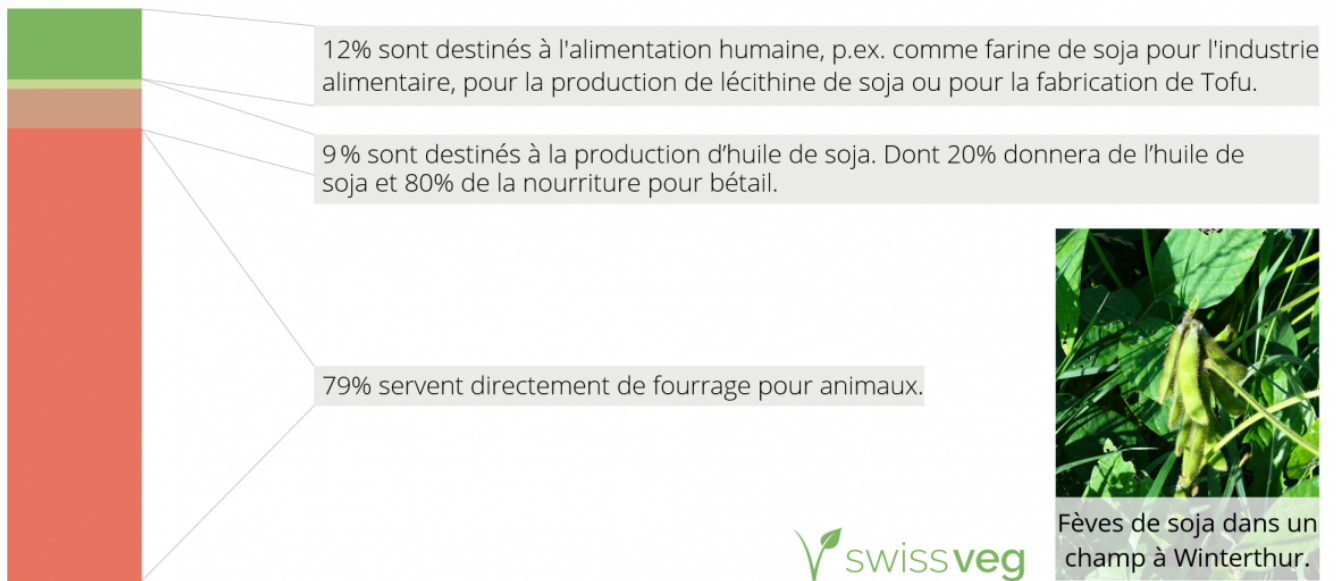 12% sont destinés à l'alimentation humaine, p.ex. comme farine de soja pour l'industrie
alimentaire, pour la production de lécithine de soja ou pour la fabrication de Tofu.
9 % sont destinés à la production d’huile de soja. Dont 20% donnera de l’huile de
soja et 80% de la nourriture pour bétail.
79% servent directement de fourrage pour animaux.
Fèves de soja dans un
champ à Winterthur.
swissveg